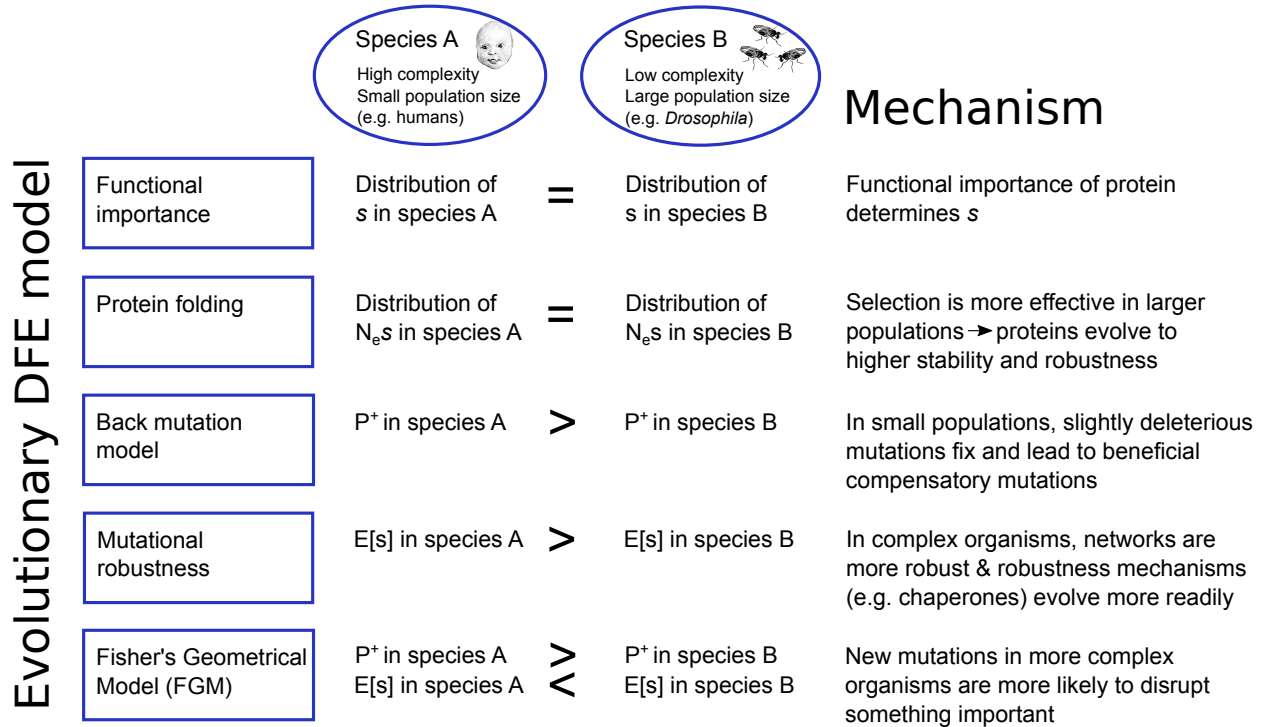 Species A
High complexity
Small population size
(e.g. humans)
Species B
Low complexity
Large population size
(e.g. Drosophila)
Mechanism
Evolutionary DFE model
Functional
importance
Distribution of
s in species A
=
Distribution of
s in species B
Functional importance of protein
determines s
Protein folding
Distribution of
Nₑs in species A
=
Distribution of
Nₑs in species B
Selection is more effective in larger
populations → proteins evolve to
higher stability and robustness
Back mutation
model
P⁺ in species A
>
P⁺ in species B
In small populations, slightly deleterious
mutations fix and lead to beneficial
compensatory mutations
Mutational
robustness
E[s] in species A
>
E[s] in species B
In complex organisms, networks are
more robust & robustness mechanisms
(e.g. chaperones) evolve more readily
Fisher's Geometrical
Model (FGM)
P⁺ in species A > P⁺ in species B
E[s] in species A < E[s] in species B
New mutations in more complex
organisms are more likely to disrupt
something important